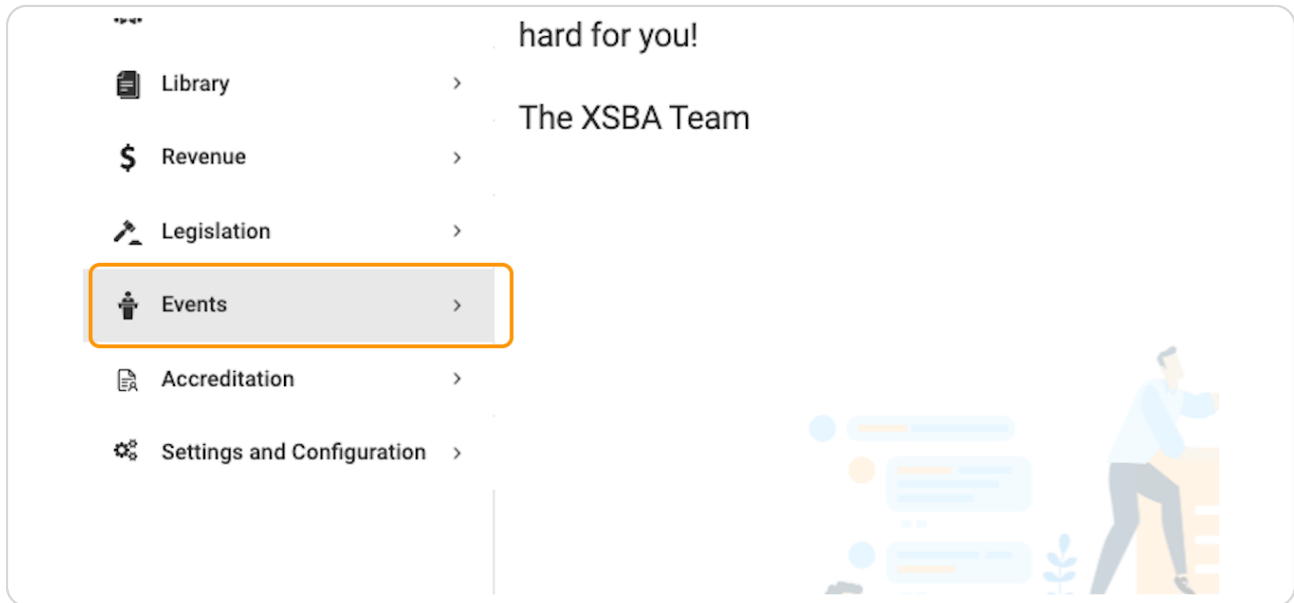 hard for you!
Library
The XSBA Team
Revenue
Legislation
Events
Accreditation
Settings and Configuration